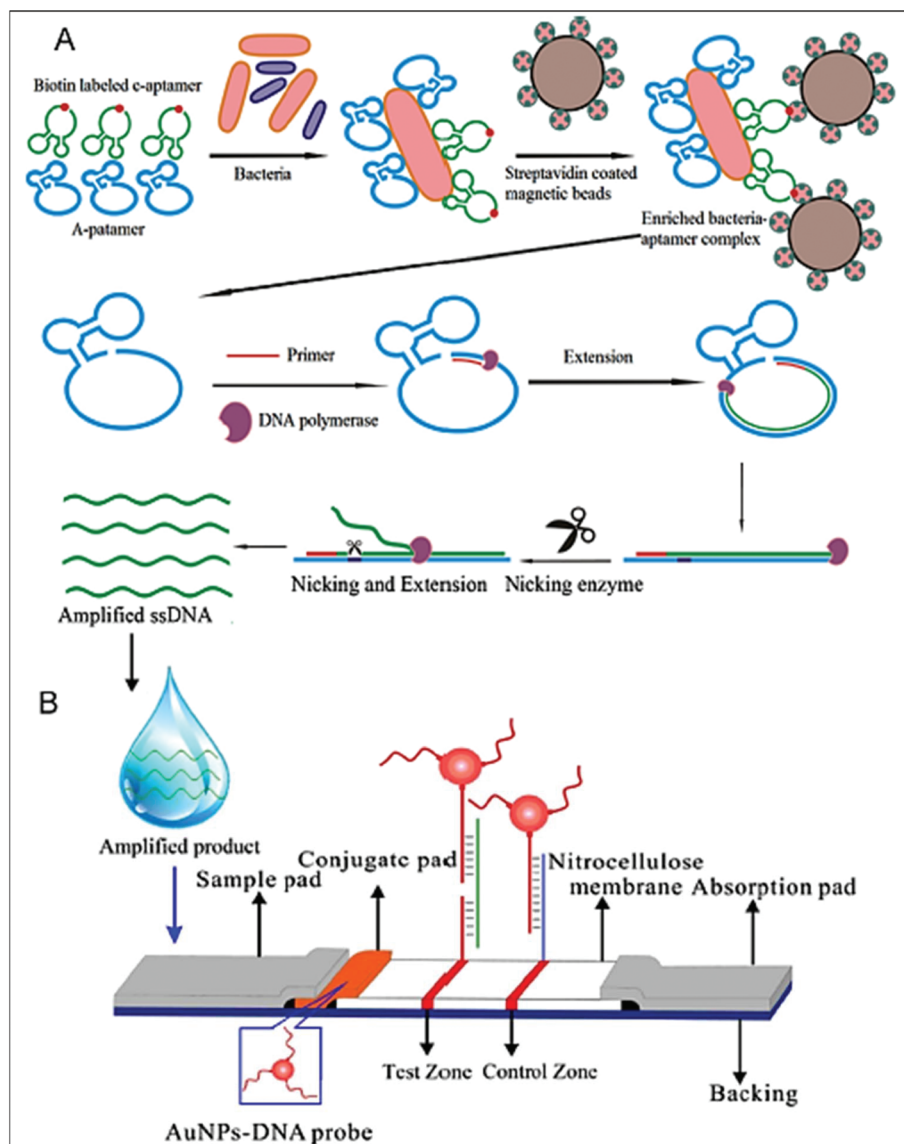 A
Biotin labeled c-aptamer
A-patamer
Bacteria
Streptavidin coated
magnetic beads
Enriched bacteria-
aptamer complex
Primer
DNA polymerase
Extension
Amplified ssDNA
Nicking and Extension
Nicking enzyme
B
Amplified product
Sample pad
Conjugate pad
Nitrocellulose
membrane
Absorption pad
Test Zone
Control Zone
Backing
AuNPs-DNA probe